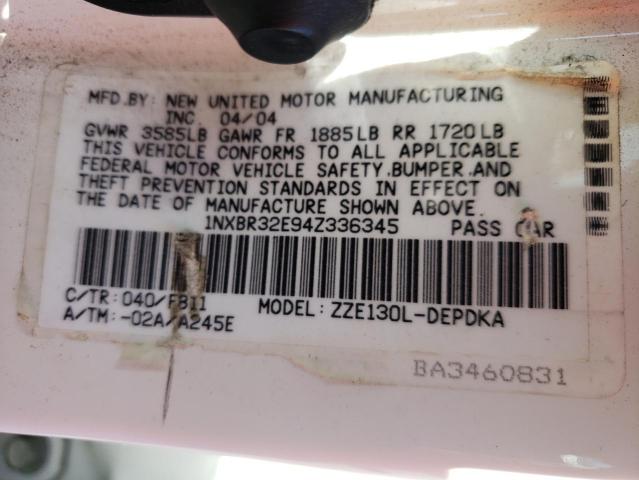 MFD.BY: NEW UNITED MOTOR MANUFACTURING
INC. 04/04
GVWR 3585LB GAWR FR 1885LB RR 1720LB
THIS VEHICLE CONFORMS TO ALL APPLICABLE
FEDERAL MOTOR VEHICLE SAFETY,BUMPER,AND
THEFT PREVENTION STANDARDS IN EFFECT ON
THE DATE OF MANUFACTURE SHOWN ABOVE.
1NXBR32E94Z336345 PASS CAR
C/TR:040/FB11 MODEL:ZZE130L-DEPDKA
A/TM:-02A/A245E
BA3460831